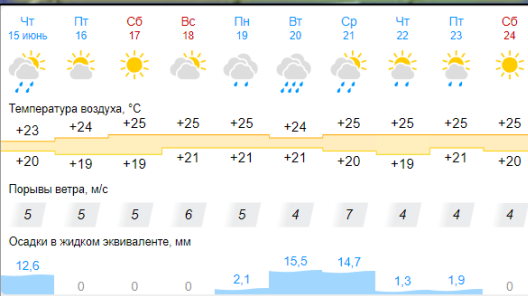 Чт Пт Сб Вс Пн Вт Ср Чт Пт Сб
15 июнь 16 17 18 19 20 21 22 23 24
Температура воздуха, °C
+23 +24 +25 +25 +25 +24 +25 +25 +25 +25
+20 +19 +19 +21 +21 +21 +20 +19 +21 +20
Порывы ветра, м/с
5 5 5 6 5 4 7 4 4 4
Осадки в жидком эквиваленте, мм
12,6 0 0 0 2,1 15,5 14,7 1,3 1,9 0